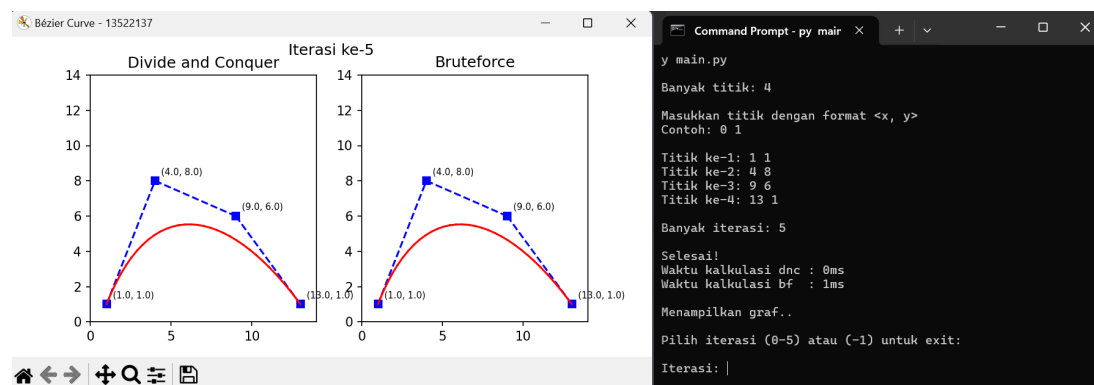 Bézier Curve - 13522137
Iterasi ke-5
Divide and Conquer
14
12
10
8
6
4
2
0
0
5
10
(4.0, 8.0)
(9.0, 6.0)
(1.0, 1.0)
(13.0, 1.0)
Bruteforce
14
12
10
8
6
4
2
0
0
5
10
(4.0, 8.0)
(9.0, 6.0)
(1.0, 1.0)
(13.0, 1.0)
Command Prompt - py main
y main.py
Banyak titik: 4
Masukkan titik dengan format <x, y>
Contoh: 0 1
Titik ke-1: 1 1
Titik ke-2: 4 8
Titik ke-3: 9 6
Titik ke-4: 13 1
Banyak iterasi: 5
Selesai!
Waktu kalkulasi dnc : 0ms
Waktu kalkulasi bf  : 1ms
Menampilkan graf..
Pilih iterasi (0-5) atau (-1) untuk exit:
Iterasi: